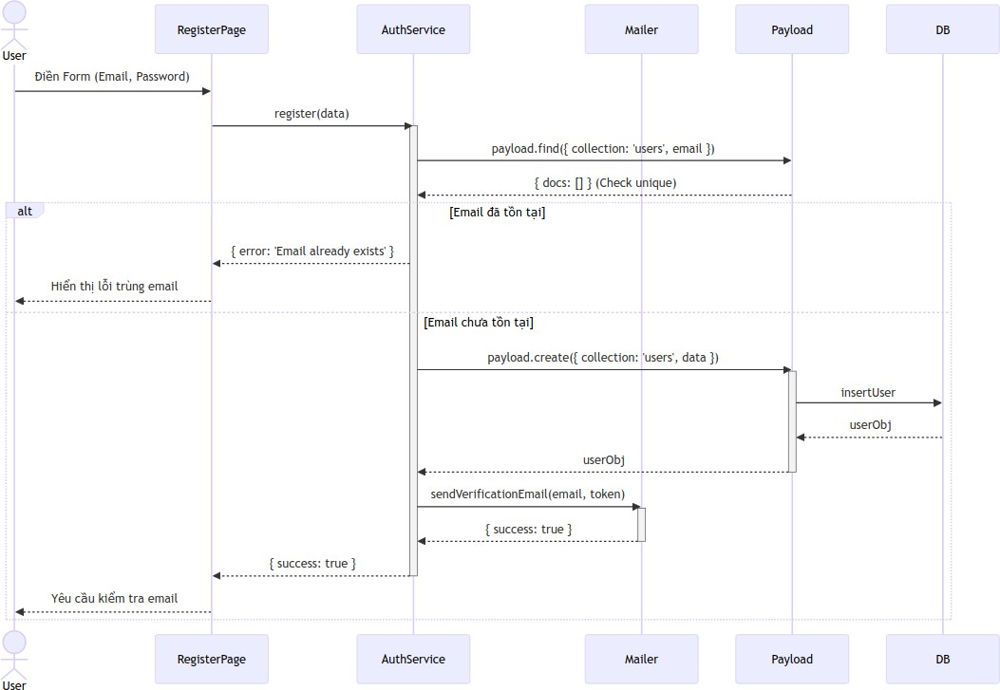 User
RegisterPage
AuthService
Mailer
Payload
DB
Điền Form (Email, Password)
register(data)
payload.find({ collection: 'users', email })
{ docs: [] } (Check unique)
alt
[Email đã tồn tại]
{ error: 'Email already exists' }
Hiển thị lỗi trùng email
[Email chưa tồn tại]
payload.create({ collection: 'users', data })
insertUser
userObj
userObj
sendVerificationEmail(email, token)
{ success: true }
{ success: true }
Yêu cầu kiểm tra email
User
RegisterPage
AuthService
Mailer
Payload
DB